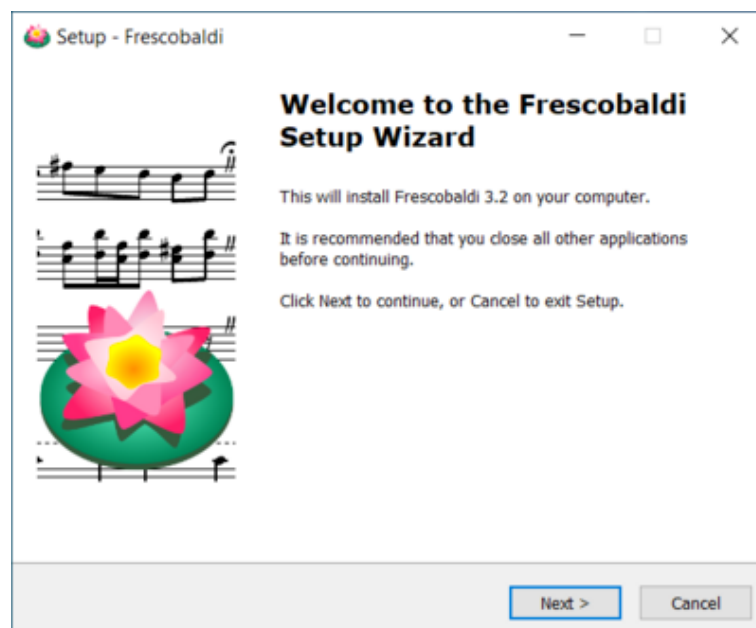 Setup - Frescobaldi
Welcome to the Frescobaldi
Setup Wizard
This will install Frescobaldi 3.2 on your computer.
It is recommended that you close all other applications
before continuing.
Click Next to continue, or Cancel to exit Setup.
Next >
Cancel